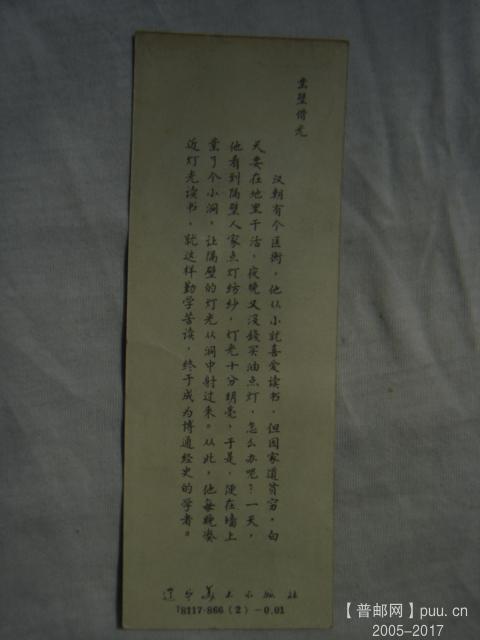 凿壁借光
汉朝有个匡衡，他从小就喜爱读书，但因家道贫穷，白
天要在地里干活，夜晚又没錢买油点灯，怎么办呢？一天，
他看到隔壁人家点灯纺纱，灯光十分明亮，于是，便在墙上
凿了个小洞，让隔壁的灯光从洞中射过来。从此，他每晚凑
近灯光读书，就这样勤学苦读，终于成为博通经史的学者。
辽宁美术出版社
T8117·866（2）—0.01
【普邮网】puu.cn
2005-2017